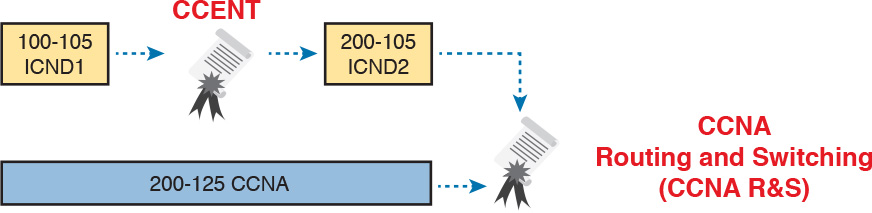 CCENT
100-105
ICND1
200-105
ICND2
200-125 CCNA
CCNA
Routing and Switching
(CCNA R&S)